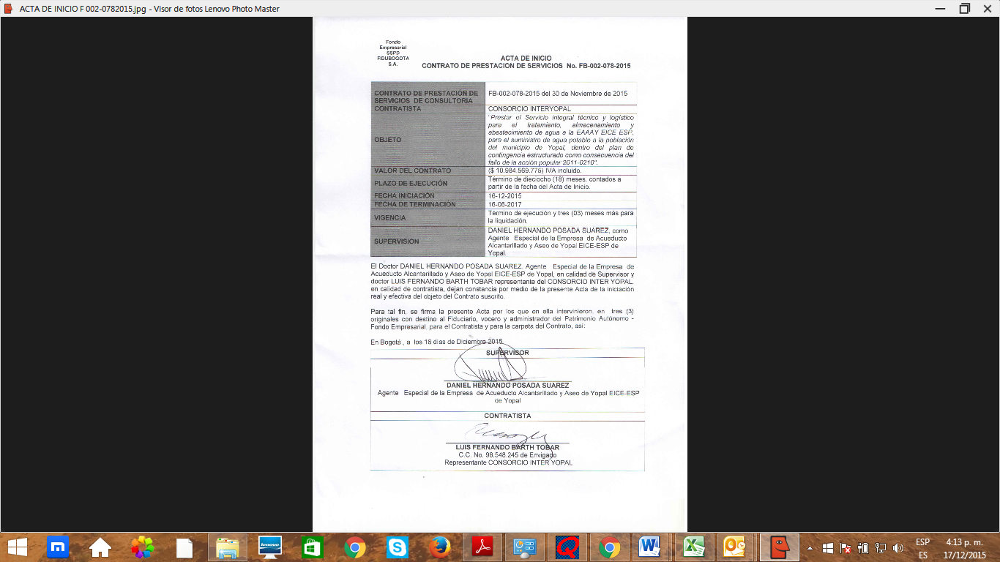 ACTA DE INICIO F 002-0782015.jpg - Visor de fotos Lenovo Photo Master
Fondo
Empresarial
SSPD
FIDUBOGOTA
S.A.
ACTA DE INICIO
CONTRATO DE PRESTACION DE SERVICIOS No. FB-002-078-2015
CONTRATO DE PRESTACIÓN DE
SERVICIOS DE CONSULTORÍA
FB-002-078-2015 del 30 de Noviembre de 2015
CONTRATISTA
CONSORCIO INTERYOPAL
OBJETO
"Prestar el Servicio integral técnico y logístico
para el tratamiento, almacenamiento y
abastecimiento de agua a la EAAAY EICE ESP,
para el suministro de agua potable a la población
del municipio de Yopal, dentro del plan de
contingencia estructurado como consecuencia del
fallo de la acción popular 2011-0210".
VALOR DEL CONTRATO
($ 10.984.569.775) IVA incluido.
PLAZO DE EJECUCIÓN
Término de dieciocho (18) meses, contados a
partir de la fecha del Acta de Inicio.
FECHA INICIACIÓN
16-12-2015
FECHA DE TERMINACIÓN
16-06-2017
VIGENCIA
Término de ejecución y tres (03) meses más para
la liquidación.
SUPERVISION
DANIEL HERNANDO POSADA SUAREZ, como
Agente Especial de la Empresa de Acueducto
Alcantarillado y Aseo de Yopal EICE-ESP de
Yopal.
El Doctor DANIEL HERNANDO POSADA SUAREZ. Agente Especial de la Empresa de
Acueducto Alcantarillado y Aseo de Yopal EICE-ESP de Yopal, en calidad de Supervisor y
doctor LUIS FERNANDO BARTH TOBAR representante del CONSORCIO INTER YOPAL,
en calidad de contratista, dejan constancia por medio de la presente Acta de la iniciación
real y efectiva del objeto del Contrato suscrito.
Para tal fin, se firma la presente Acta por los que en ella intervinieron, en tres (3)
originales con destino al Fiduciario, vocero y administrador del Patrimonio Autónomo -
Fondo Empresarial, para el Contratista y para la carpeta del Contrato, así:
En Bogotá., a los 16 días de Diciembre 2015
SUPERVISOR
DANIEL HERNANDO POSADA SUAREZ
Agente Especial de la Empresa de Acueducto Alcantarillado y Aseo de Yopal EICE-ESP
de Yopal
CONTRATISTA
LUIS FERNANDO BARTH TOBAR
C.C. No. 98.548.245 de Envigado
Representante CONSORCIO INTER YOPAL
lenovo
ESP
ES
4:13 p. m.
17/12/2015